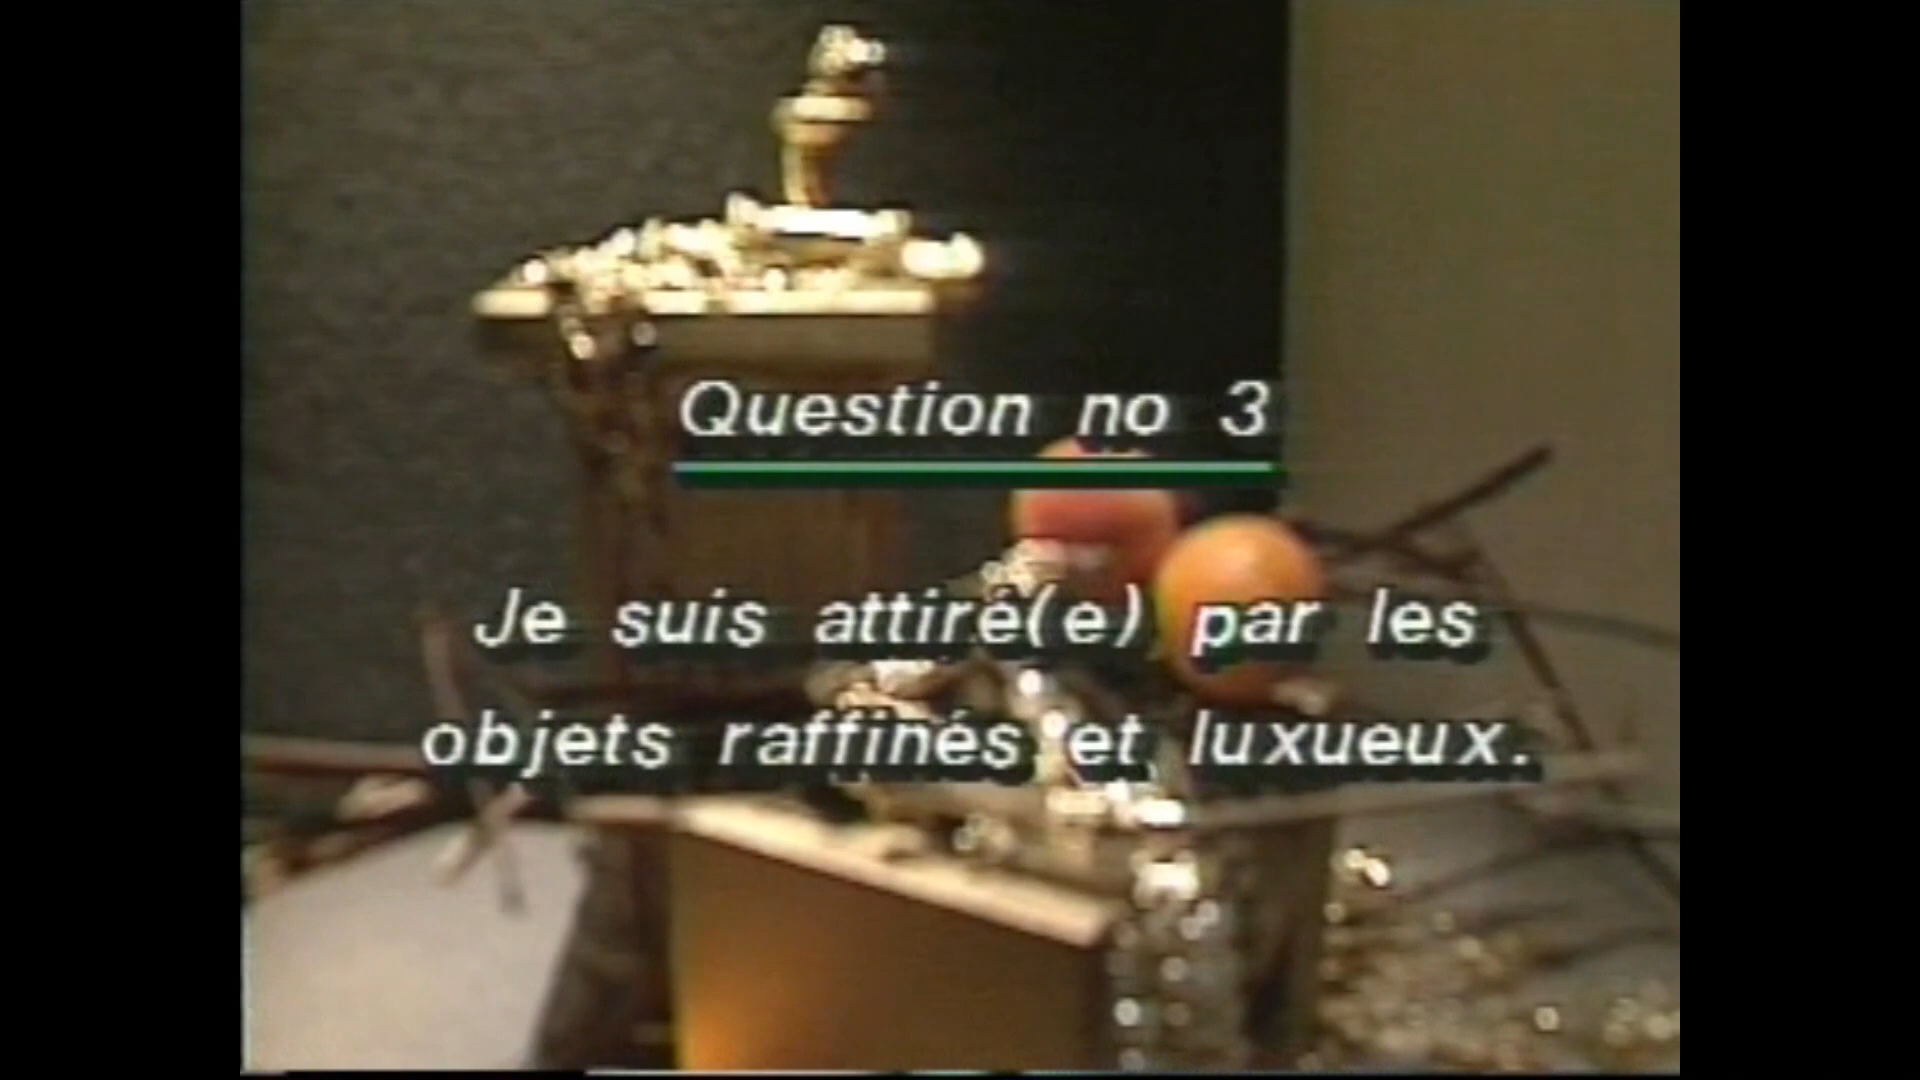 Question no 3
Je suis attiré(e) par les
objets raffinés et luxueux.